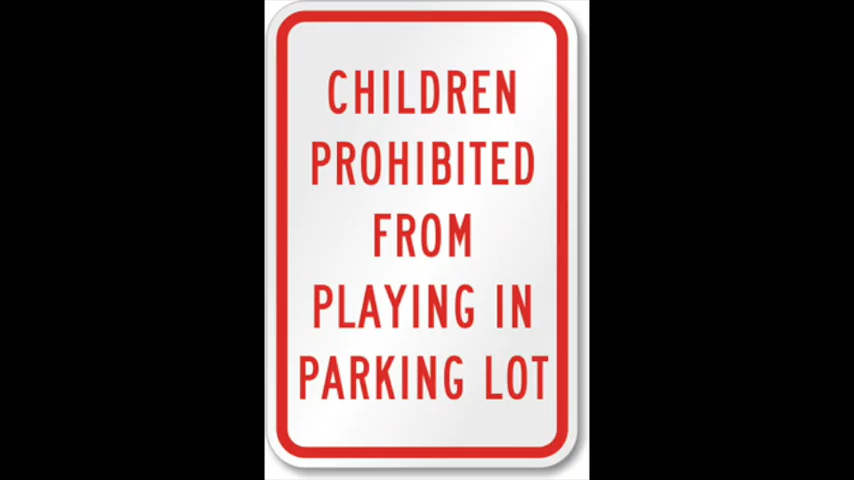 CHILDREN
PROHIBITED
FROM
PLAYING IN
PARKING LOT